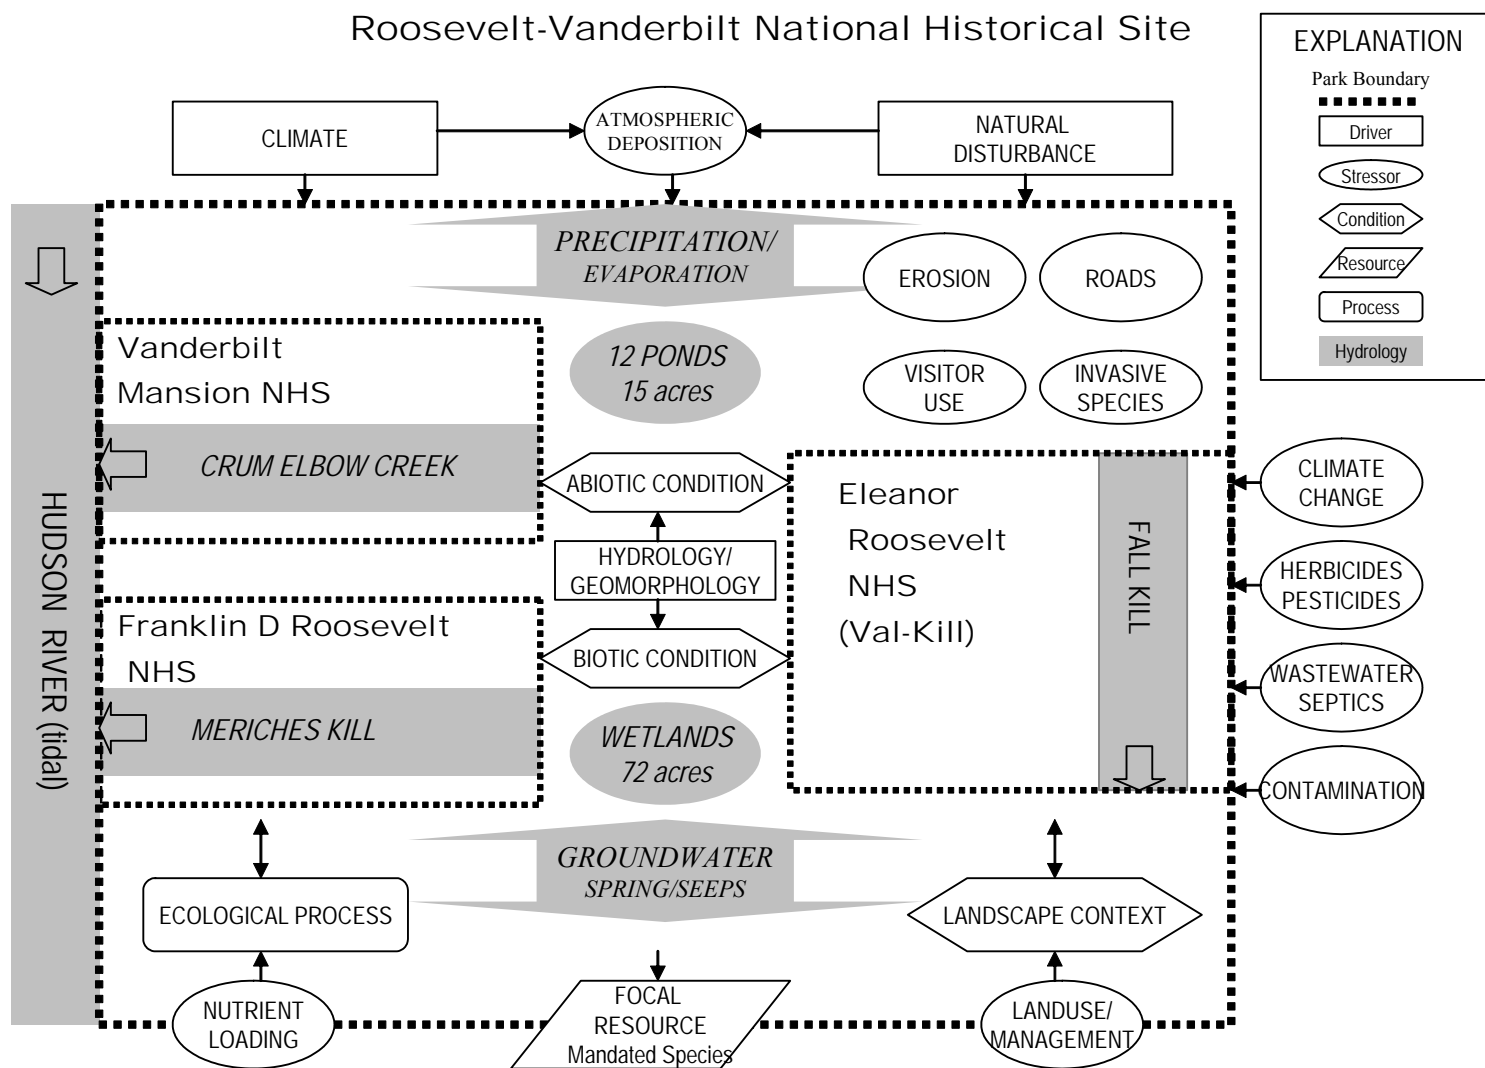 Roosevelt-Vanderbilt National Historical Site
EXPLANATION
Park Boundary
Driver
Stressor
Condition
Resource
Process
Hydrology
CLIMATE
ATMOSPHERIC
DEPOSITION
NATURAL
DISTURBANCE
PRECIPITATION/
EVAPORATION
EROSION
ROADS
Vanderbilt
Mansion NHS
12 PONDS
15 acres
VISITOR
USE
INVASIVE
SPECIES
CRUM ELBOW CREEK
ABIOTIC CONDITION
Eleanor
Roosevelt
NHS
(Val-Kill)
FALL KILL
CLIMATE
CHANGE
HUDSON RIVER (tidal)
HYDROLOGY/
GEOMORPHOLOGY
HERBICIDES
PESTICIDES
Franklin D Roosevelt
NHS
BIOTIC CONDITION
WASTEWATER
SEPTICS
MERICHES KILL
WETLANDS
72 acres
CONTAMINATION
GROUNDWATER
SPRING/SEEPS
ECOLOGICAL PROCESS
LANDSCAPE CONTEXT
NUTRIENT
LOADING
FOCAL
RESOURCE
Mandated Species
LANDUSE/
MANAGEMENT